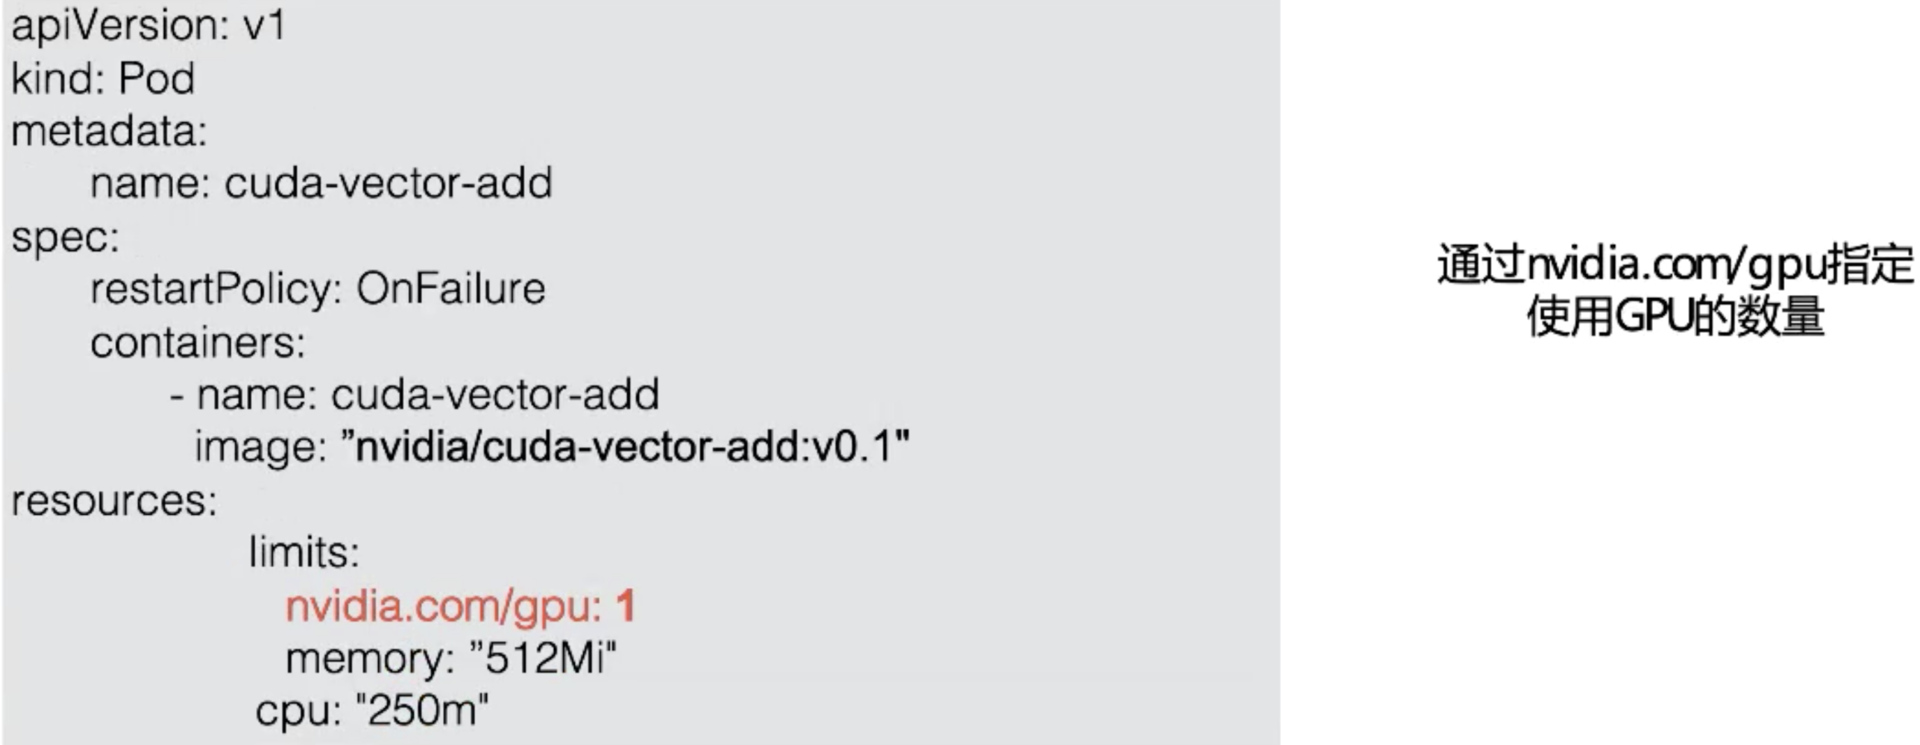 apiVersion: v1
kind: Pod
metadata:
name: cuda-vector-add
spec:
restartPolicy: OnFailure
containers:
- name: cuda-vector-add
image: ”nvidia/cuda-vector-add:v0.1"
resources:
limits:
nvidia.com/gpu: 1
memory: ”512Mi"
cpu: "250m"
通过nvidia.com/gpu指定
使用GPU的数量